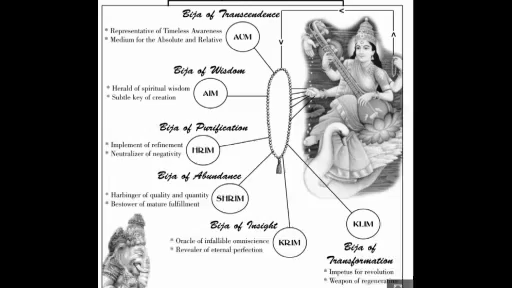 Bija of Transcendence
* Representative of Timeless Awareness
* Medium for the Absolute and Relative
AUM
Bija of Wisdom
* Herald of spiritual wisdom
* Subtle key of creation
AIM
Bija of Purification
* Implement of refinement
* Neutralizer of negativity
HRIM
Bija of Abundance
* Harbinger of quality and quantity
* Bestower of mature fulfillment
SHRIM
Bija of Insight
* Oracle of infallible omniscience
* Revealer of eternal perfection
KRIM
KLIM
Bija of
Transformation
* Impetus for revolution
* Weapon of regeneration